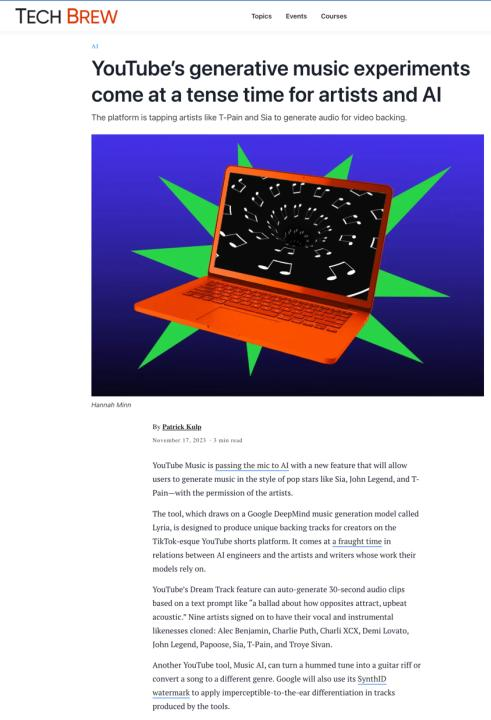 TECH BREW
Topics Events Courses
AI
YouTube's generative music experiments
come at a tense time for artists and AI
The platform is tapping artists like T-Pain and Sia to generate audio for video backing.
Hannah Minn
By Patrick Kulp
November 17, 2023 · 3 min read
YouTube Music is passing the mic to AI with a new feature that will allow
users to generate music in the style of pop stars like Sia, John Legend, and T-
Pain—with the permission of the artists.
The tool, which draws on a Google DeepMind music generation model called
Lyria, is designed to produce unique backing tracks for creators on the
TikTok-esque YouTube shorts platform. It comes at a fraught time in
relations between AI engineers and the artists and writers whose work their
models rely on.
YouTube's Dream Track feature can auto-generate 30-second audio clips
based on a text prompt like "a ballad about how opposites attract, upbeat
acoustic." Nine artists signed on to have their vocal and instrumental
likenesses cloned: Alec Benjamin, Charlie Puth, Charli XCX, Demi Lovato,
John Legend, Papoose, Sia, T-Pain, and Troye Sivan.
Another YouTube tool, Music AI, can turn a hummed tune into a guitar riff or
convert a song to a different genre. Google will also use its SynthID
watermark to apply imperceptible-to-the-ear differentiation in tracks
produced by the tools.